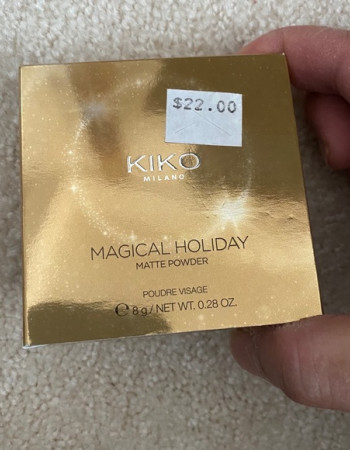 $22.00
KIKO
MILANO
MAGICAL HOLIDAY
MATTE POWDER
POUDRE VISAGE
℮ 8 g / NET WT. 0.28 OZ.